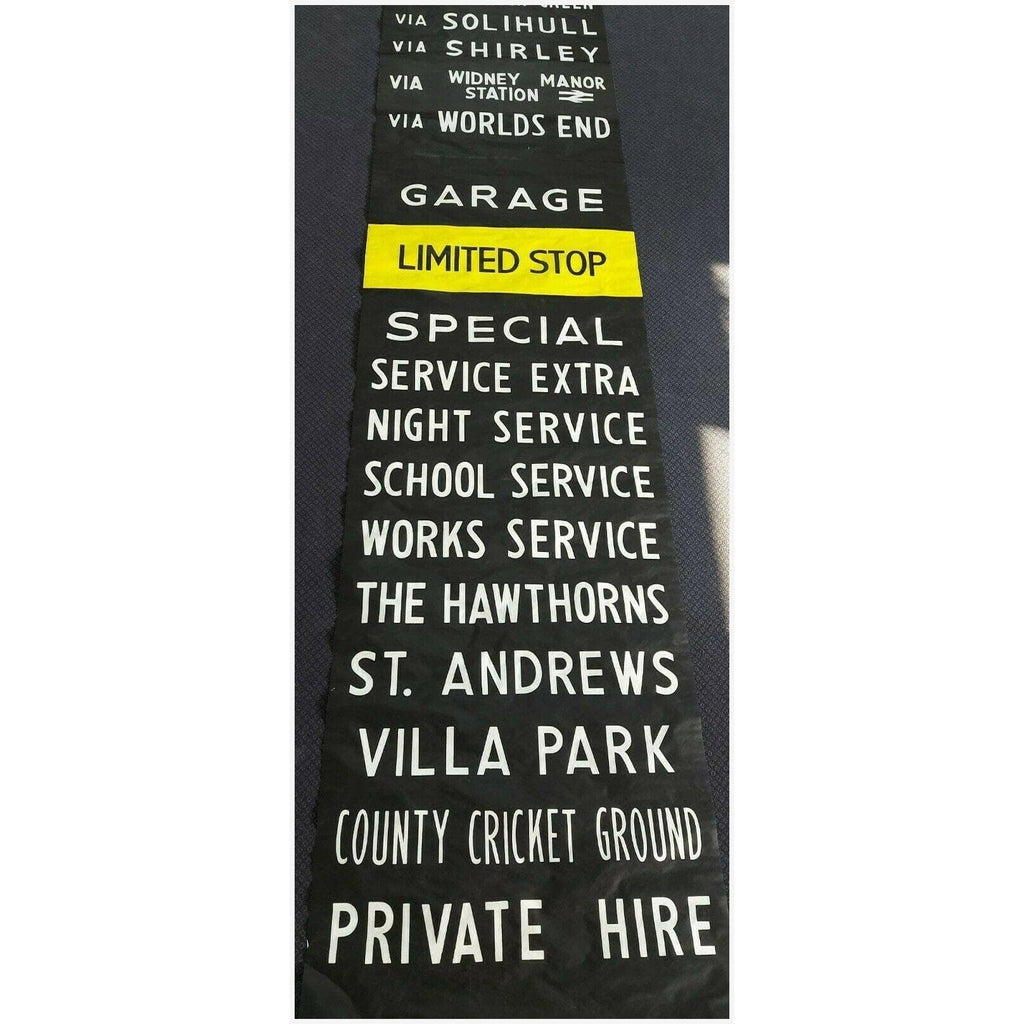 GREEN
VIA SOLIHULL
VIA SHIRLEY
VIA WIDNEY MANOR
STATION
VIA WORLDS END
GARAGE
LIMITED STOP
SPECIAL
SERVICE EXTRA
NIGHT SERVICE
SCHOOL SERVICE
WORKS SERVICE
THE HAWTHORNS
ST. ANDREWS
VILLA PARK
COUNTY CRICKET GROUND
PRIVATE HIRE